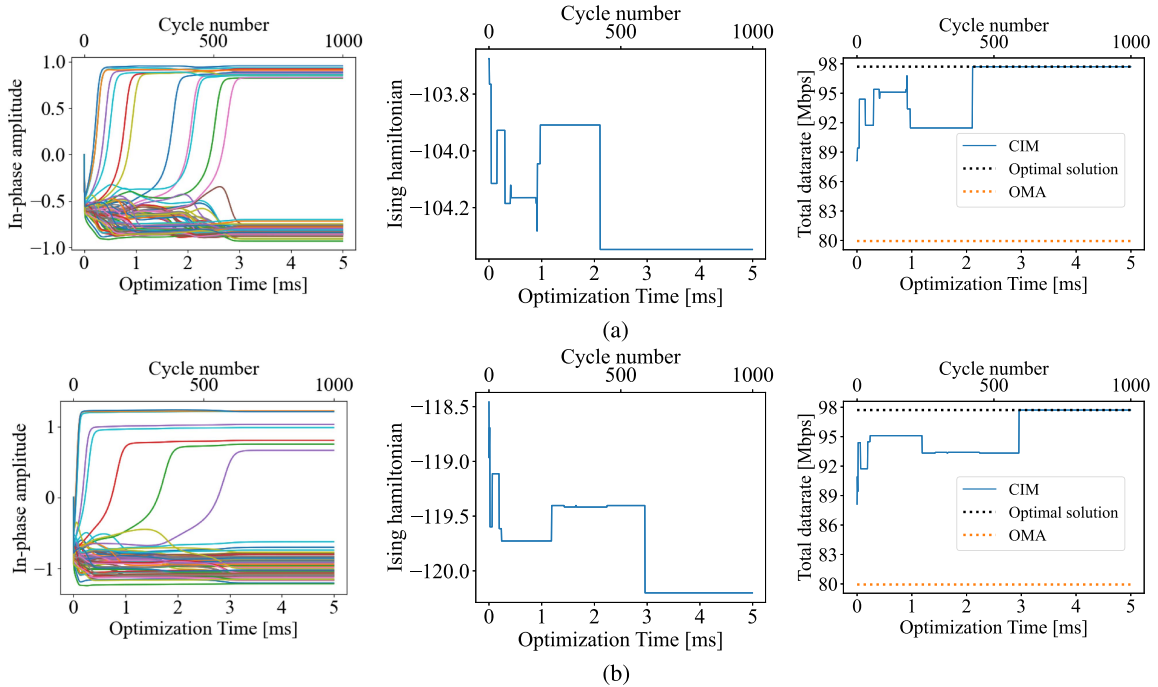 Cycle number
0 500 1000
In-phase amplitude
1.0
0.5
0.0
−0.5
−1.0
0 1 2 3 4 5
Optimization Time [ms]
Cycle number
0 500 1000
Ising hamiltonian
−103.8
−104.0
−104.2
0 1 2 3 4 5
Optimization Time [ms]
Cycle number
0 500 1000
Total datarate [Mbps]
98
95
92
89
86
83
80
CIM
Optimal solution
OMA
0 1 2 3 4 5
Optimization Time [ms]
(a)
Cycle number
0 500 1000
In-phase amplitude
1
0
−1
0 1 2 3 4 5
Optimization Time [ms]
Cycle number
0 500 1000
Ising hamiltonian
−118.5
−119.0
−119.5
−120.0
0 1 2 3 4 5
Optimization Time [ms]
Cycle number
0 500 1000
Total datarate [Mbps]
98
95
92
89
86
83
80
CIM
Optimal solution
OMA
0 1 2 3 4 5
Optimization Time [ms]
(b)